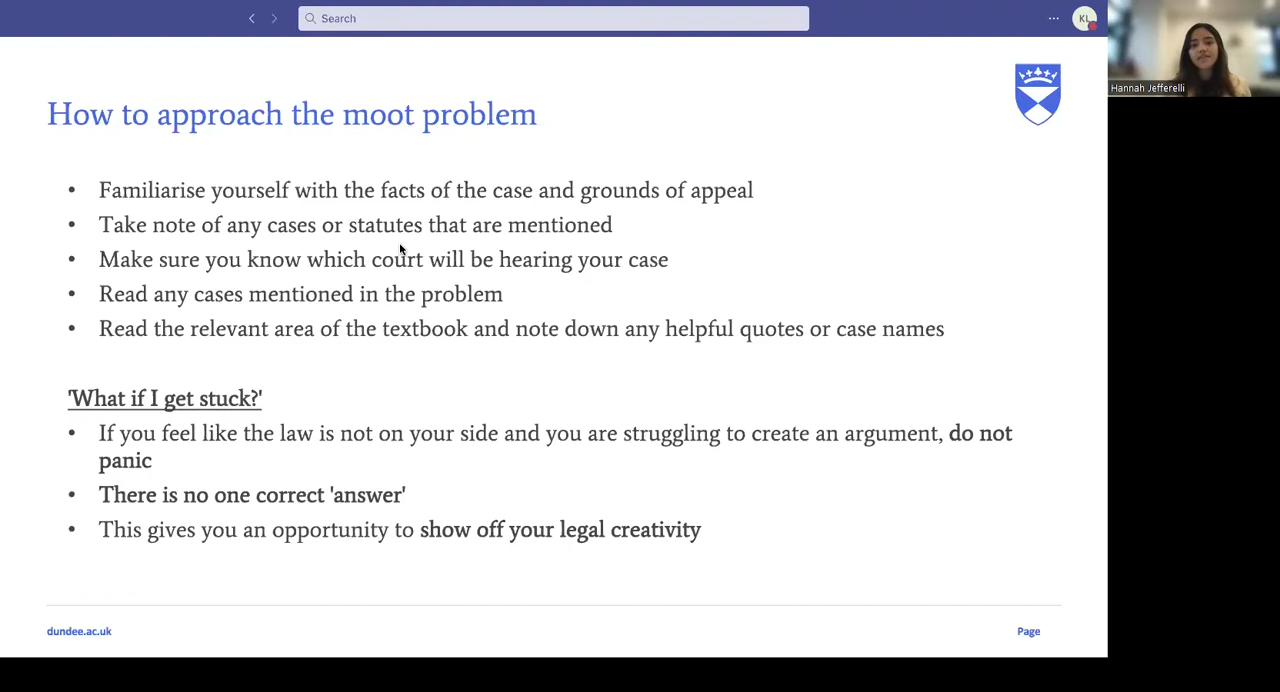 Search
KL
Hannah Jefferelli
How to approach the moot problem
• Familiarise yourself with the facts of the case and grounds of appeal
• Take note of any cases or statutes that are mentioned
• Make sure you know which court will be hearing your case
• Read any cases mentioned in the problem
• Read the relevant area of the textbook and note down any helpful quotes or case names
'What if I get stuck?'
• If you feel like the law is not on your side and you are struggling to create an argument, do not
panic
• There is no one correct 'answer'
• This gives you an opportunity to show off your legal creativity
dundee.ac.uk
Page